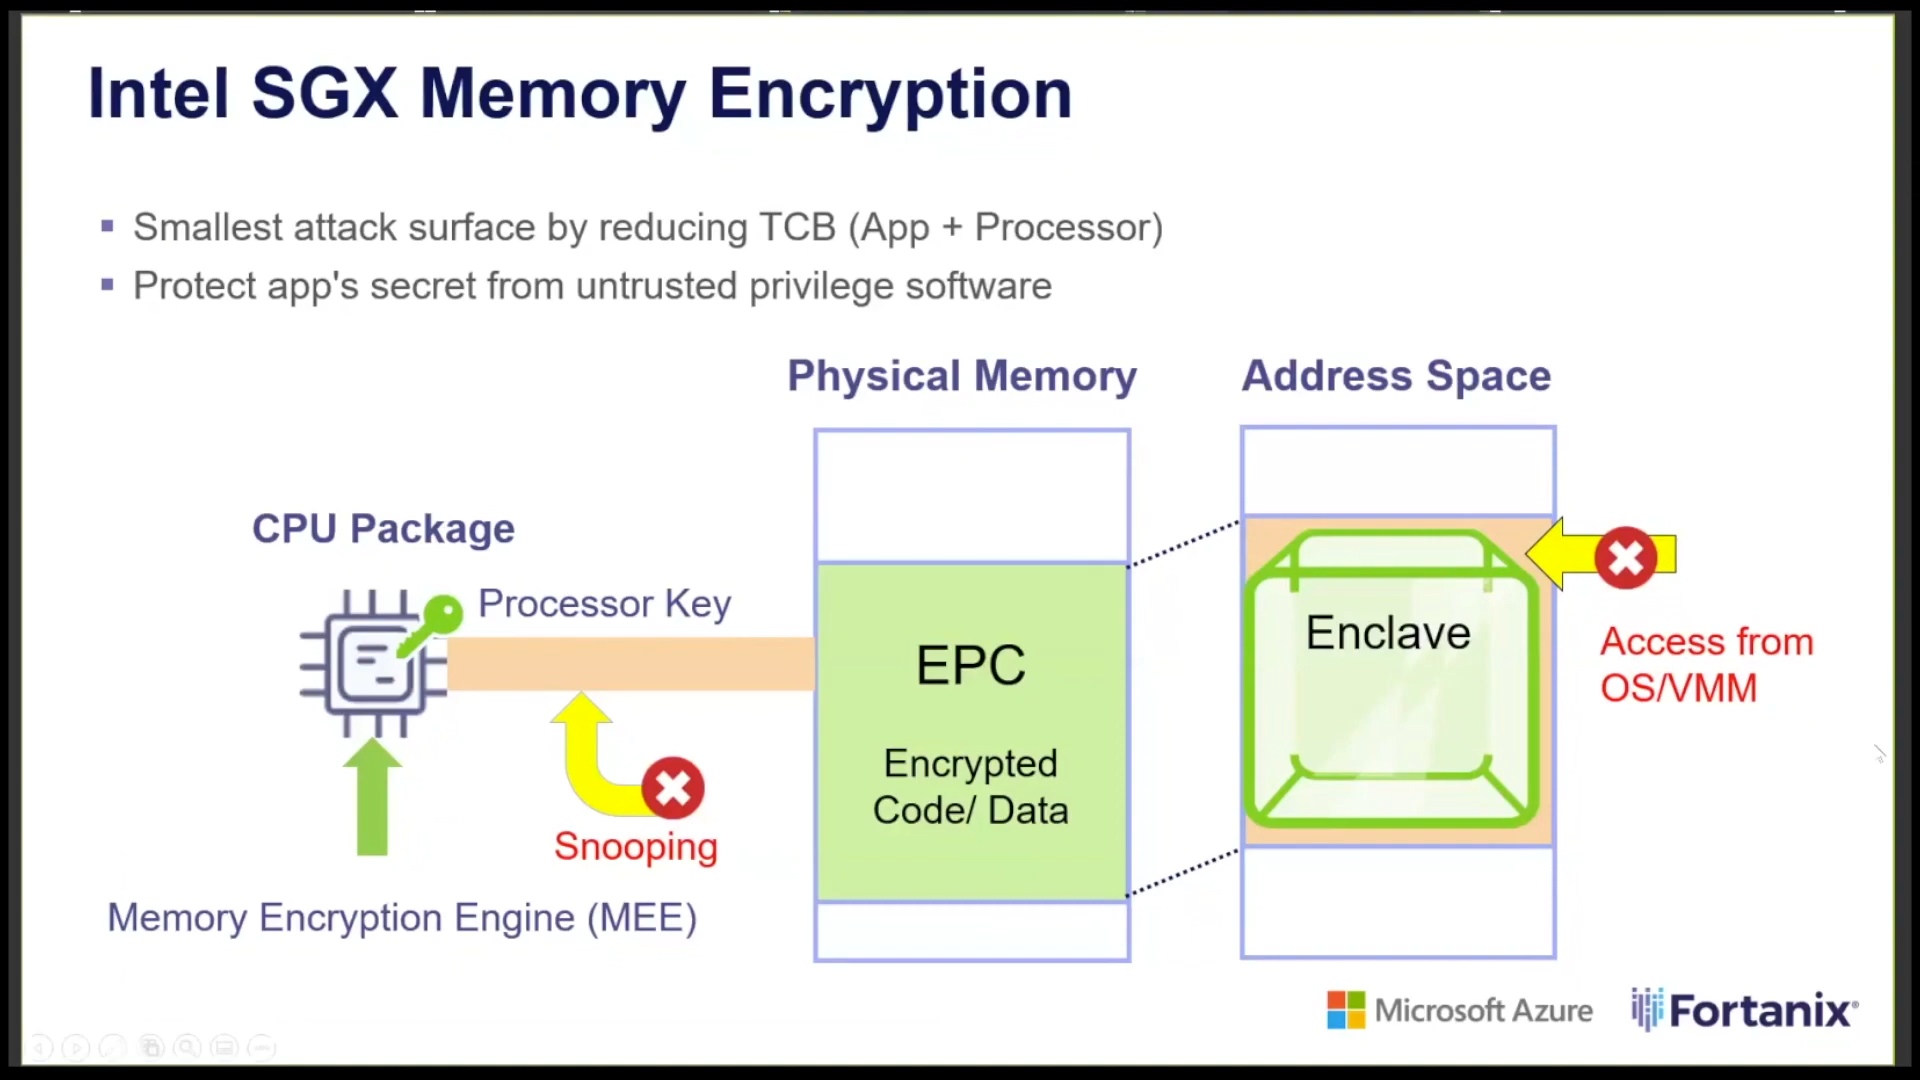 Intel SGX Memory Encryption
Smallest attack surface by reducing TCB (App + Processor)
Protect app's secret from untrusted privilege software
Physical Memory
Address Space
CPU Package
Processor Key
EPC
Encrypted
Code/ Data
Enclave
Access from
OS/VMM
Snooping
Memory Encryption Engine (MEE)
Microsoft Azure
Fortanix®